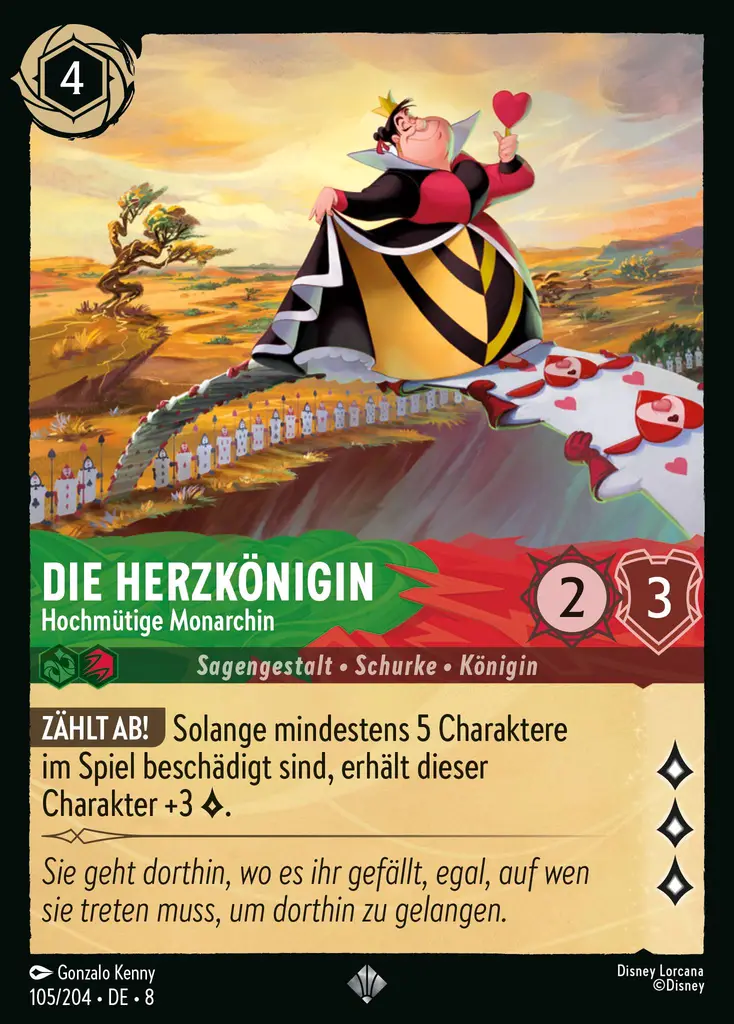 4
DIE HERZKÖNIGIN
Hochmütige Monarchin
2
3
Sagengestalt • Schurke • Königin
ZÄHLT AB! Solange mindestens 5 Charaktere
im Spiel beschädigt sind, erhält dieser
Charakter +3 .
Sie geht dorthin, wo es ihr gefällt, egal, auf wen
sie treten muss, um dorthin zu gelangen.
Gonzalo Kenny
105/204 • DE • 8
Disney Lorcana
©Disney